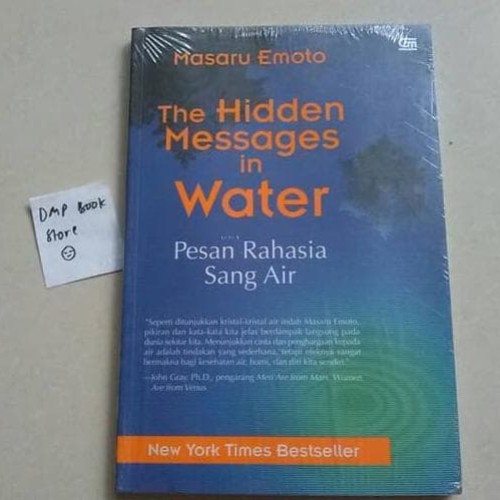 Masaru Emoto
The Hidden
Messages
in
Water
Pesan Rahasia
Sang Air
"Seperti ditunjukkan kristal-kristal air indah Masaru Emoto,
pikiran dan kata-kata kita jelas berdampak langsung pada
dunia sekitar kita. Menunjukkan cinta dan penghargaan kepada
air adalah tindakan yang sederhana, tetapi efeknya sangat
bermakna bagi kesehatan air, bumi, dan diri kita sendiri."
—John Gray, Ph.D., pengarang Men Are from Mars, Women
Are from Venus
New York Times Bestseller
DMP Book
Store